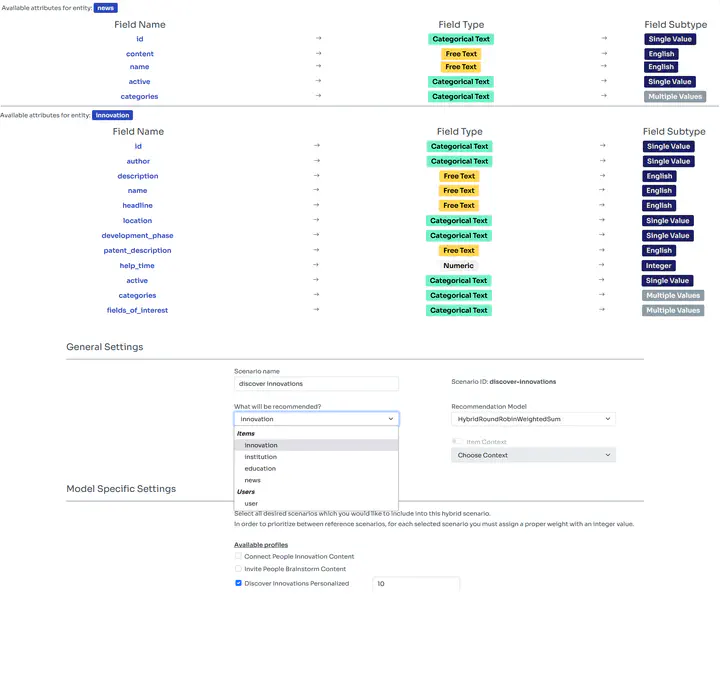 Available attributes for entity: news
Field Name Field Type Field Subtype
id → Categorical Text → Single Value
content → Free Text → English
name → Free Text → English
active → Categorical Text → Single Value
categories → Categorical Text → Multiple Values
Available attributes for entity: innovation
Field Name Field Type Field Subtype
id → Categorical Text → Single Value
author → Categorical Text → Single Value
description → Free Text → English
name → Free Text → English
headline → Free Text → English
location → Categorical Text → Single Value
development_phase → Categorical Text → Single Value
patent_description → Free Text → English
help_time → Numeric → Integer
active → Categorical Text → Single Value
categories → Categorical Text → Multiple Values
fields_of_interest → Categorical Text → Multiple Values
General Settings
Scenario name
discover innovations
Scenario ID: discover-innovations
What will be recommended?
innovation
Recommendation Model
HybridRoundRobinWeightedSum
Items
innovation
institution
education
news
Users
user
Item Context
Choose Context
Model Specific Settings
Select all desired scenarios which you would like to include into this hybrid scenario.
In order to prioritize between reference scenarios, for each selected scenario you must assign a proper weight with an integer value.
Available profiles
Connect People Innovation Content
Invite People Brainstorm Content
Discover Innovations Personalized 10